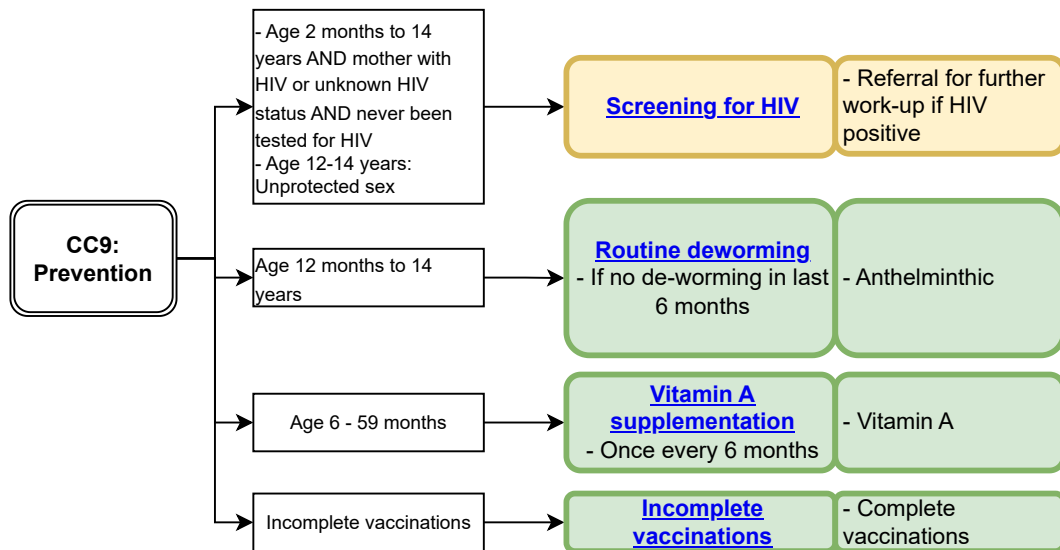 CC9:
Prevention
- Age 2 months to 14
years AND mother with
HIV or unknown HIV
status AND never been
tested for HIV
- Age 12-14 years:
Unprotected sex
Screening for HIV
- Referral for further
work-up if HIV
positive
Age 12 months to 14
years
Routine deworming
- If no de-worming in last
6 months
- Anthelminthic
Age 6 - 59 months
Vitamin A
supplementation
- Once every 6 months
- Vitamin A
Incomplete vaccinations
Incomplete
vaccinations
- Complete
vaccinations